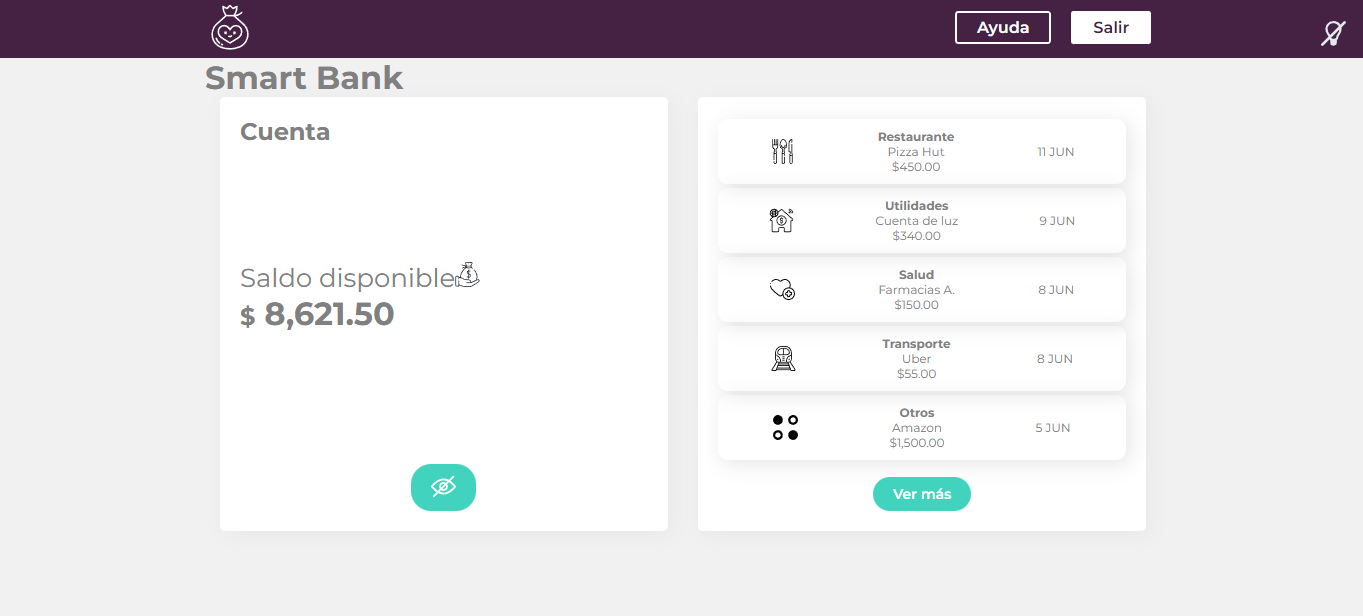 Ayuda
Salir
Smart Bank
Cuenta
Saldo disponible
$ 8,621.50
Restaurante
Pizza Hut
$450.00
11 JUN
Utilidades
Cuenta de luz
$340.00
9 JUN
Salud
Farmacias A.
$150.00
8 JUN
Transporte
Uber
$55.00
8 JUN
Otros
Amazon
$1,500.00
5 JUN
Ver más